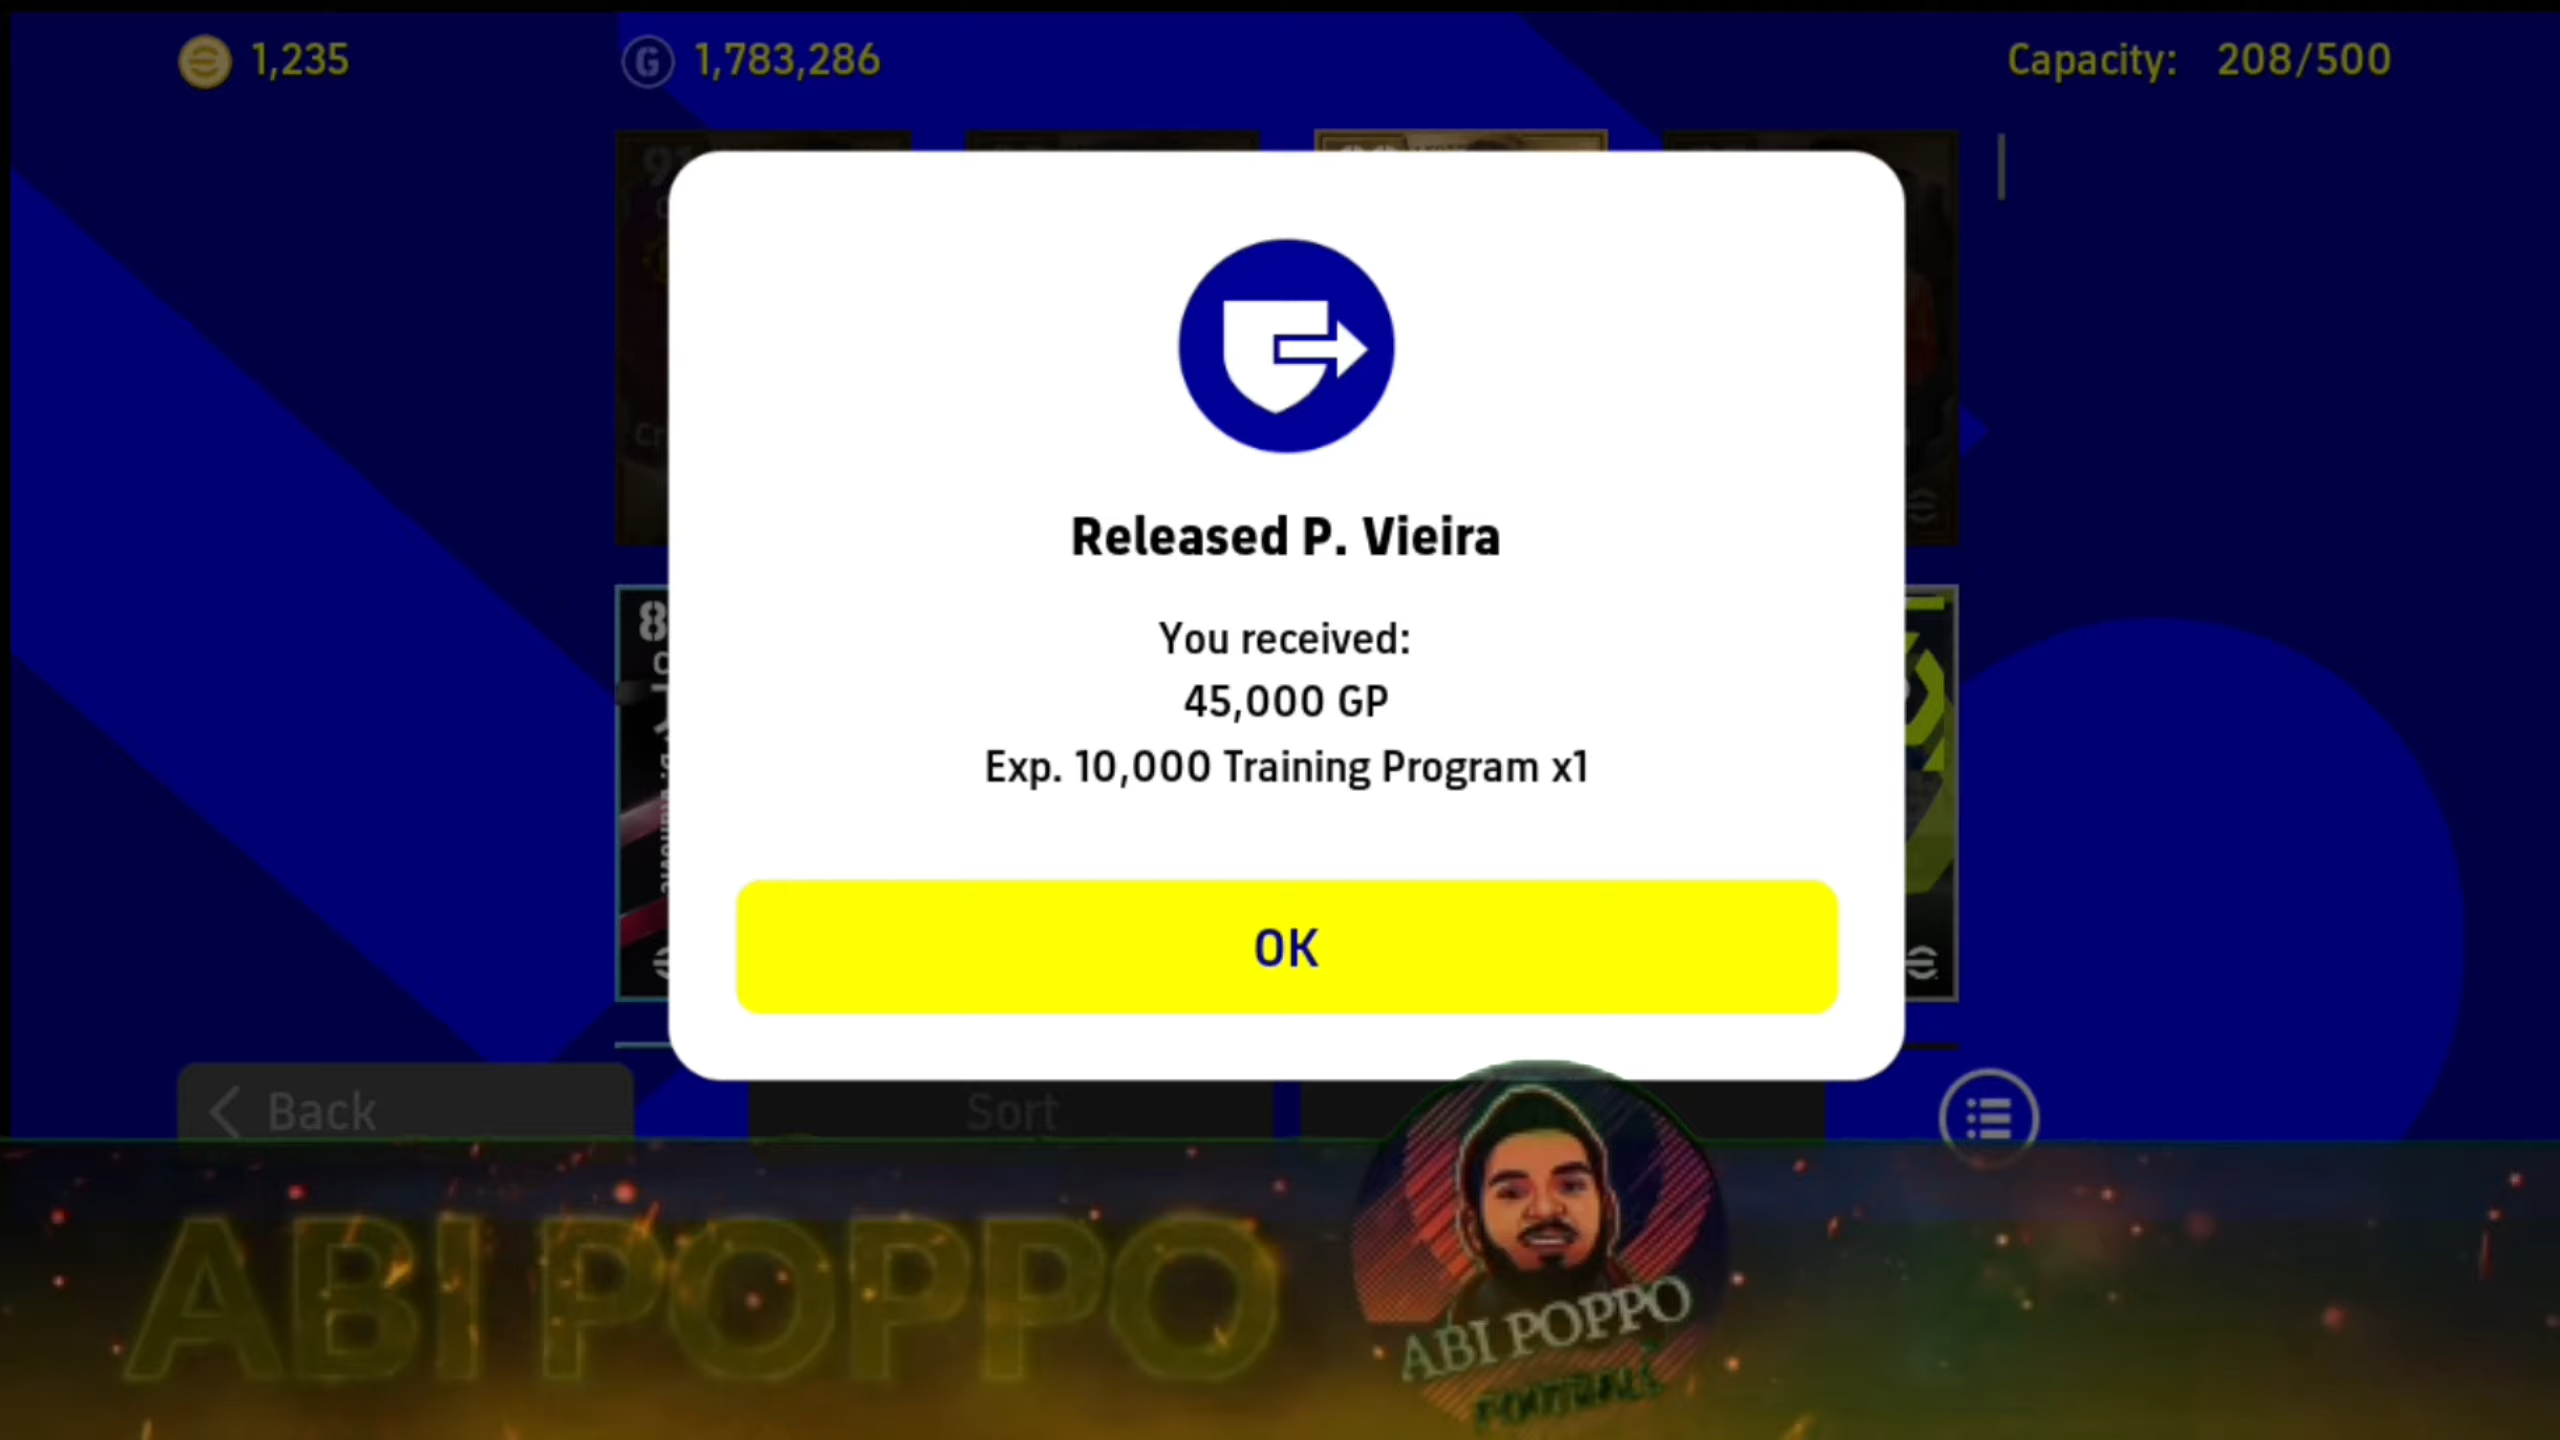 1,235
G 1,783,286
Capacity: 208/500
Released P. Vieira
You received:
45,000 GP
Exp. 10,000 Training Program x1
OK
Back
Sort
ABI POPPO
ABI POPPO
FOOTBALL